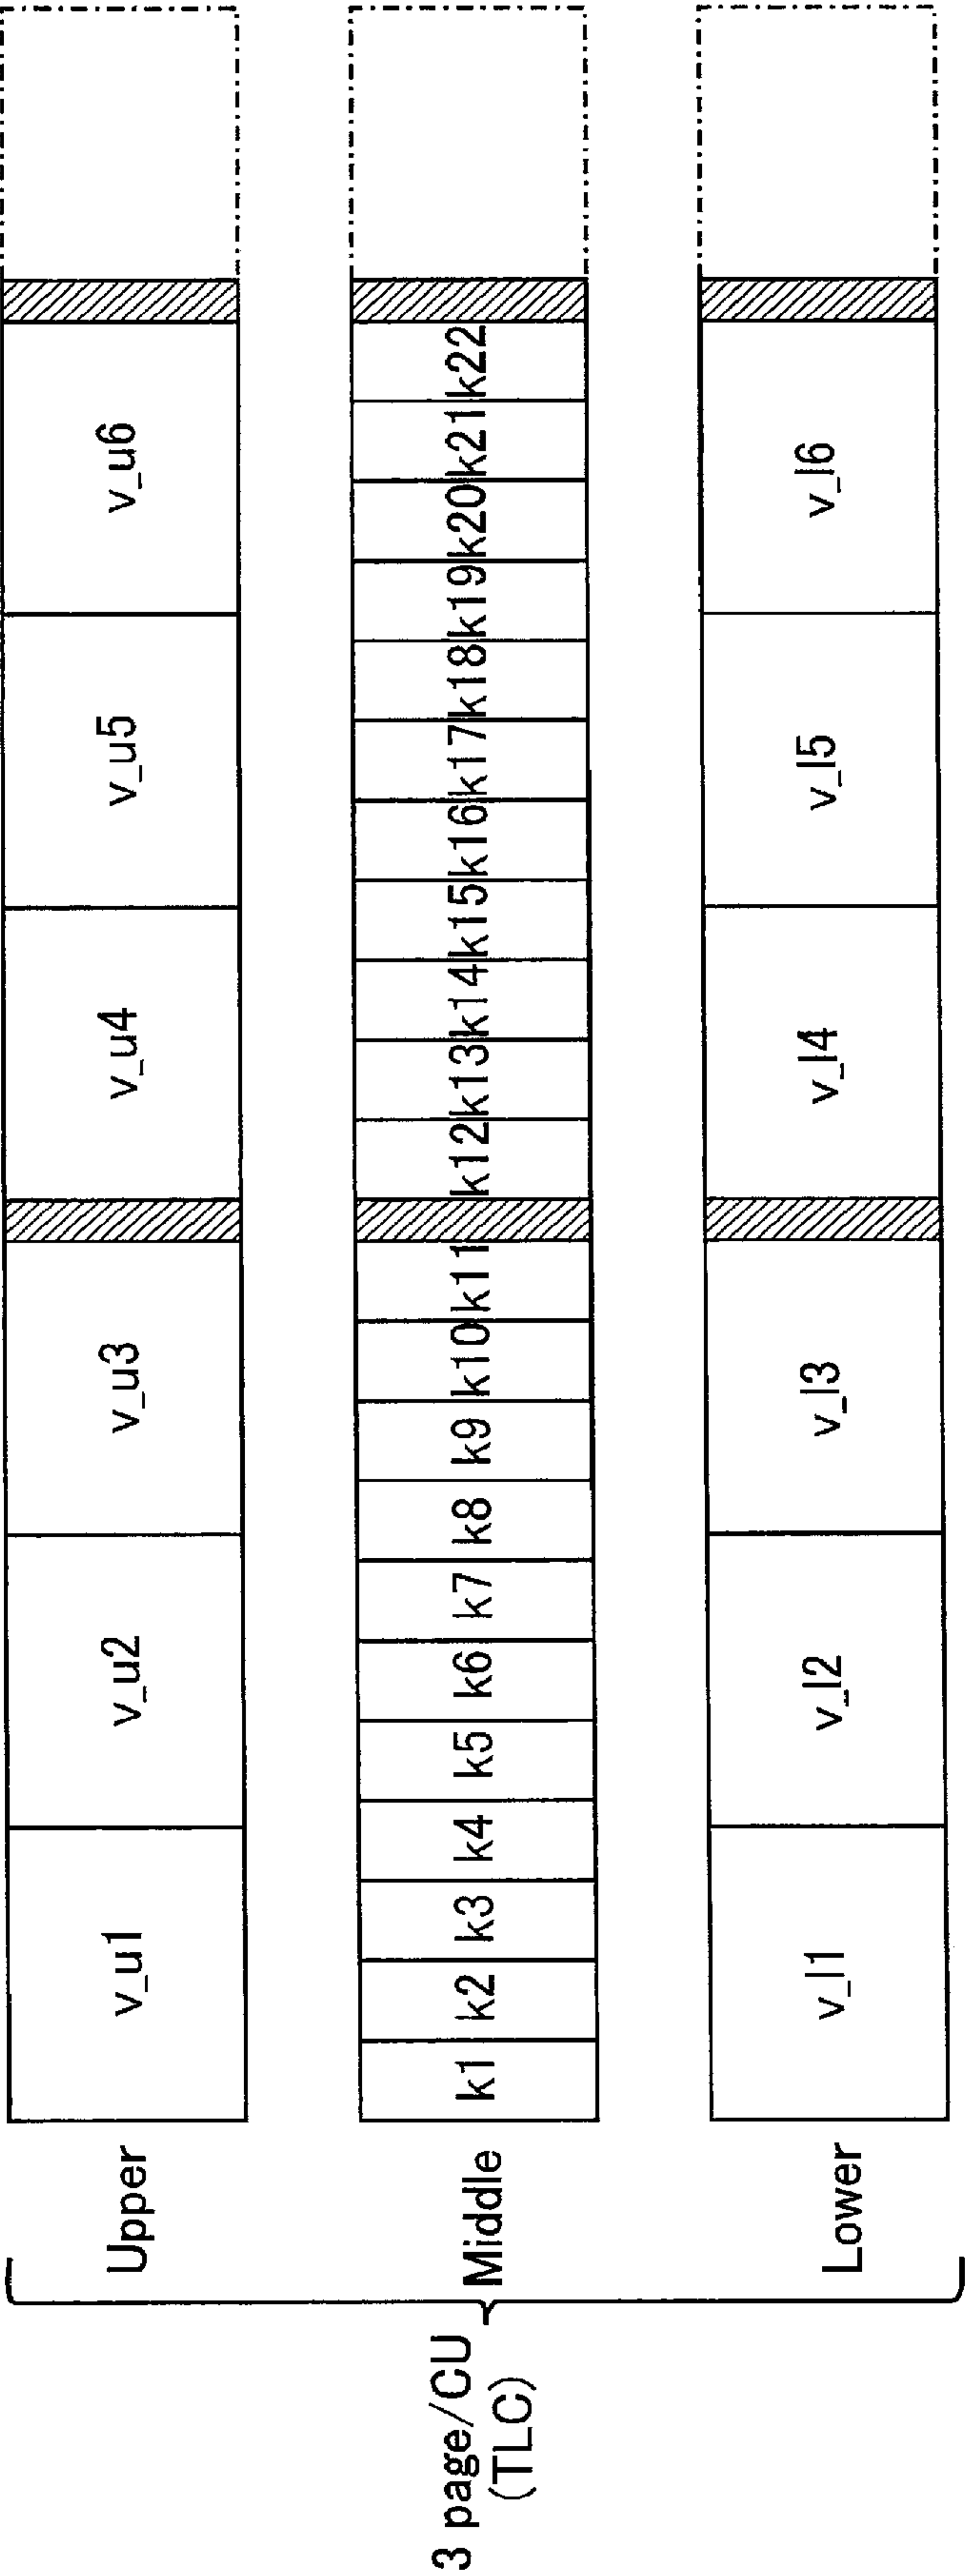 3 page/CU
(TLC)
Upper
v_u1
v_u2
v_u3
v_u4
v_u5
v_u6
Middle
k1
k2
k3
k4
k5
k6
k7
k8
k9
k10
k11
k12
k13
k14
k15
k16
k17
k18
k19
k20
k21
k22
Lower
v_l1
v_l2
v_l3
v_l4
v_l5
v_l6